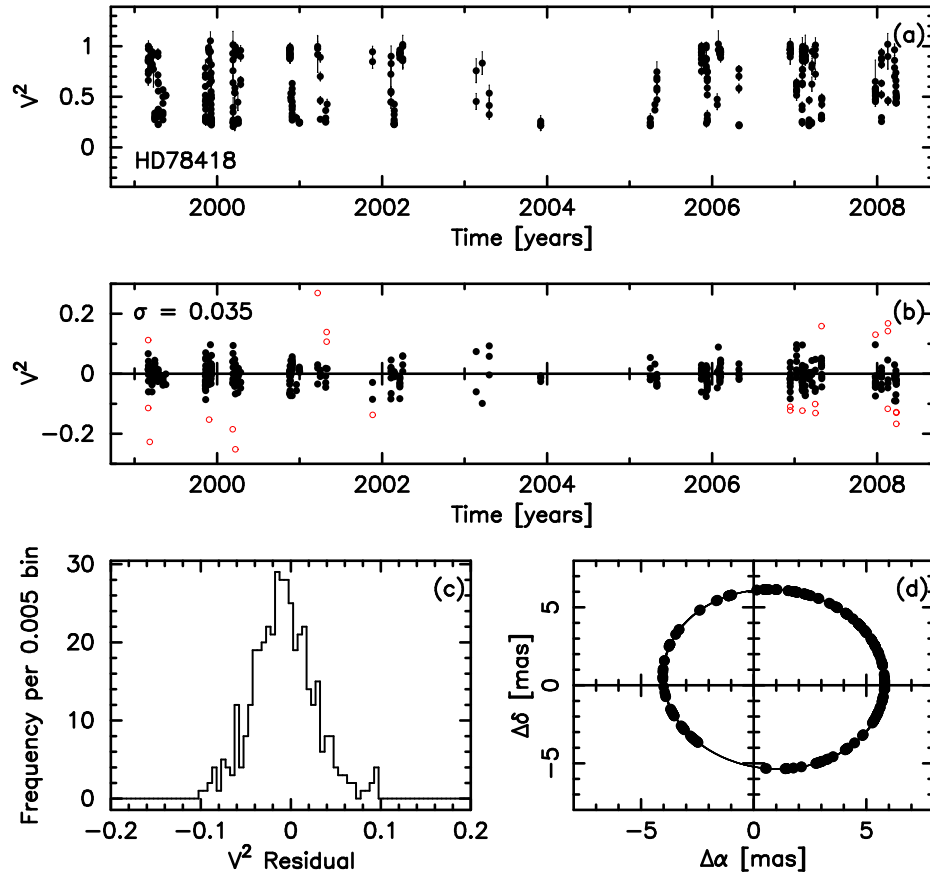 (a)
1
0.5
0
V²
HD78418
2000 2002 2004 2006 2008
Time [years]
σ = 0.035
(b)
0.2
0
−0.2
V²
2000 2002 2004 2006 2008
Time [years]
(c)
30
20
10
0
Frequency per 0.005 bin
−0.2 −0.1 0 0.1 0.2
V² Residual
(d)
5
0
−5
Δδ [mas]
−5 0 5
Δα [mas]